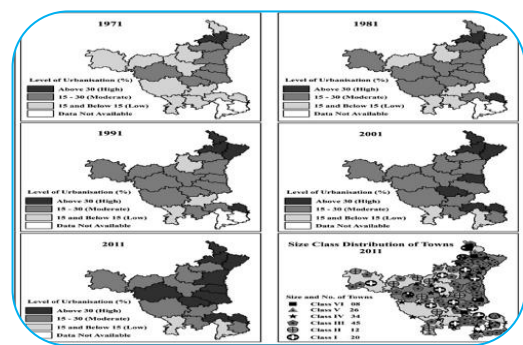 1971
Level of Urbanisation (%)
Above 30 (High)
15 - 30 (Moderate)
15 and Below 15 (Low)
Data Not Available
1981
Level of Urbanisation (%)
Above 30 (High)
15 - 30 (Moderate)
15 and Below 15 (Low)
Data Not Available
1991
Level of Urbanisation (%)
Above 30 (High)
15 - 30 (Moderate)
15 and Below 15 (Low)
Data Not Available
2001
Level of Urbanisation (%)
Above 30 (High)
15 - 30 (Moderate)
15 and Below 15 (Low)
Data Not Available
2011
Level of Urbanisation (%)
Above 30 (High)
15 - 30 (Moderate)
15 and Below 15 (Low)
Data Not Available
Size Class Distribution of Towns
2011
Size and No. of Towns
Class VI 08
Class V 26
Class IV 34
Class III 45
Class II 12
Class I 20